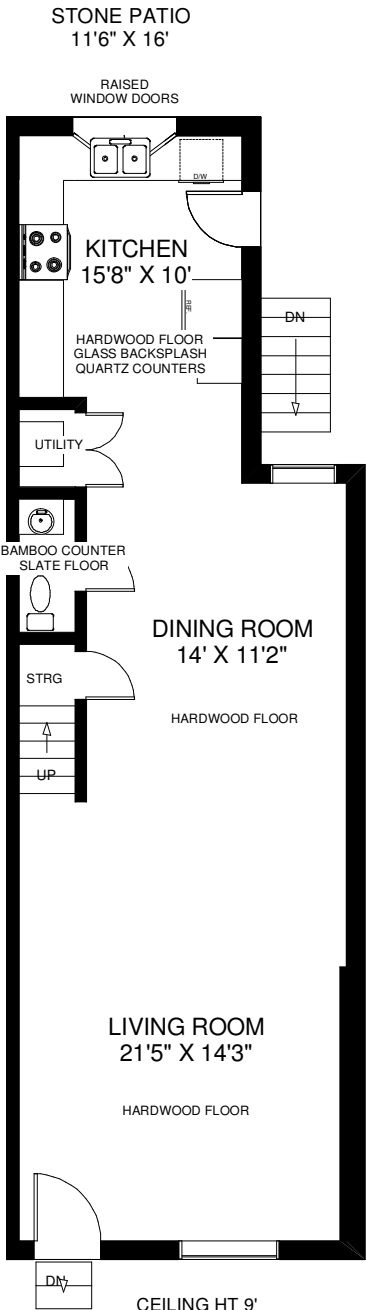 STONE PATIO
11'6" X 16'
RAISED
WINDOW DOORS
D/W
KITCHEN
15'8" X 10'
REF.
DN
HARDWOOD FLOOR
GLASS BACKSPLASH
QUARTZ COUNTERS
UTILITY
BAMBOO COUNTER
SLATE FLOOR
DINING ROOM
14' X 11'2"
STRG
HARDWOOD FLOOR
UP
LIVING ROOM
21'5" X 14'3"
HARDWOOD FLOOR
DN
CEILING HT 9'